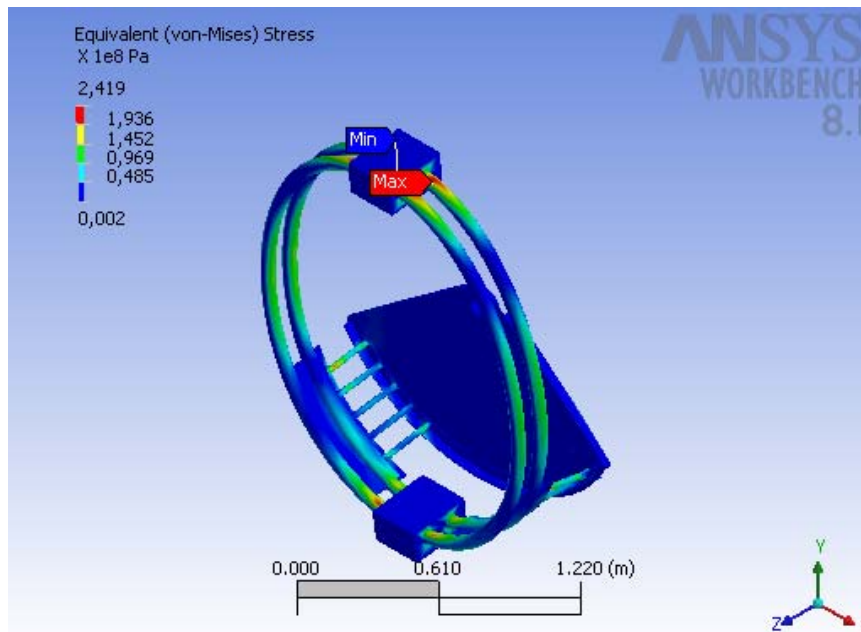 Equivalent (von-Mises) Stress
X 1e8 Pa
2,419
1,936
1,452
0,969
0,485
0,002
ANSYS
WORKBENCH
8.
Min
Max
0.000 0.610 1.220 (m)
Y
Z